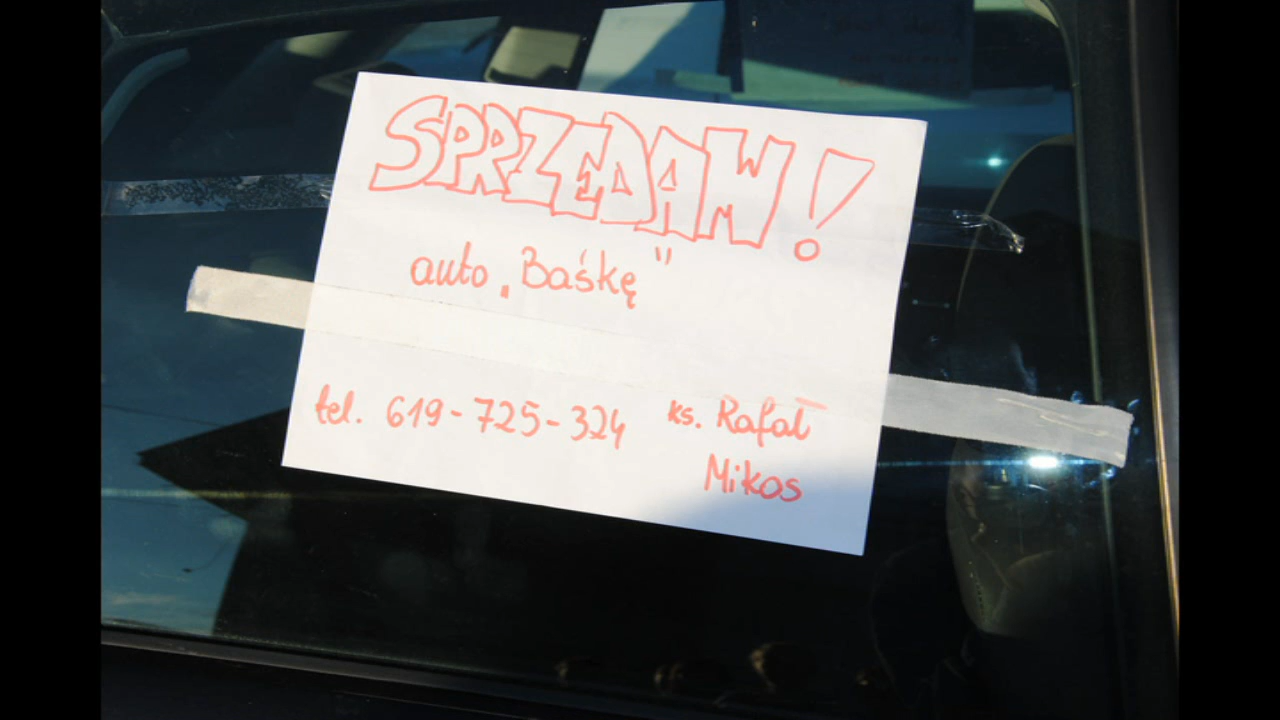 SPRZEDAM!
auto „Baśkę"
tel. 619-725-324 ks. Rafał
Mikos